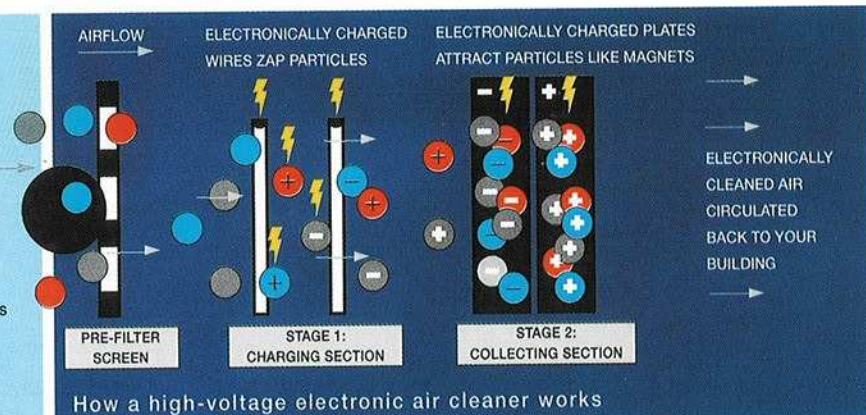 AIRFLOW
ELECTRONICALLY CHARGED
WIRES ZAP PARTICLES
ELECTRONICALLY CHARGED PLATES
ATTRACT PARTICLES LIKE MAGNETS
ELECTRONICALLY
CLEANED AIR
CIRCULATED
BACK TO YOUR
BUILDING
s
PRE-FILTER
SCREEN
STAGE 1:
CHARGING SECTION
STAGE 2:
COLLECTING SECTION
How a high-voltage electronic air cleaner works